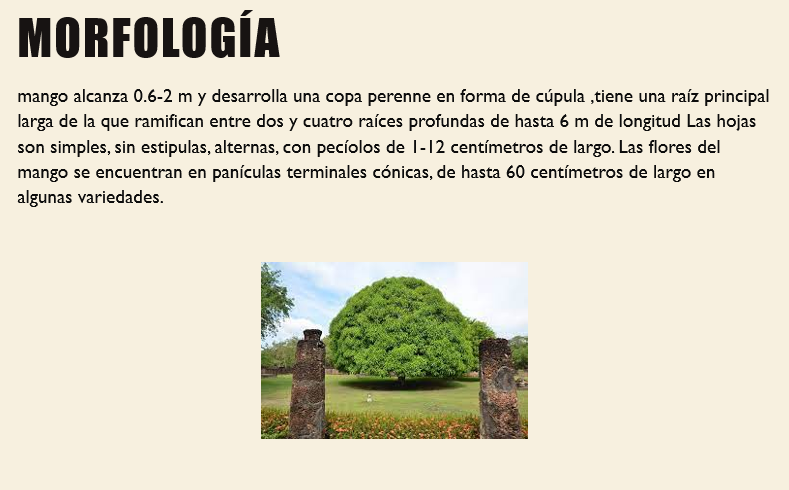 MORFOLOGÍA
mango alcanza 0.6-2 m y desarrolla una copa perenne en forma de cúpula ,tiene una raíz principal
larga de la que ramifican entre dos y cuatro raíces profundas de hasta 6 m de longitud Las hojas
son simples, sin estipulas, alternas, con pecíolos de 1-12 centímetros de largo. Las flores del
mango se encuentran en panículas terminales cónicas, de hasta 60 centímetros de largo en
algunas variedades.